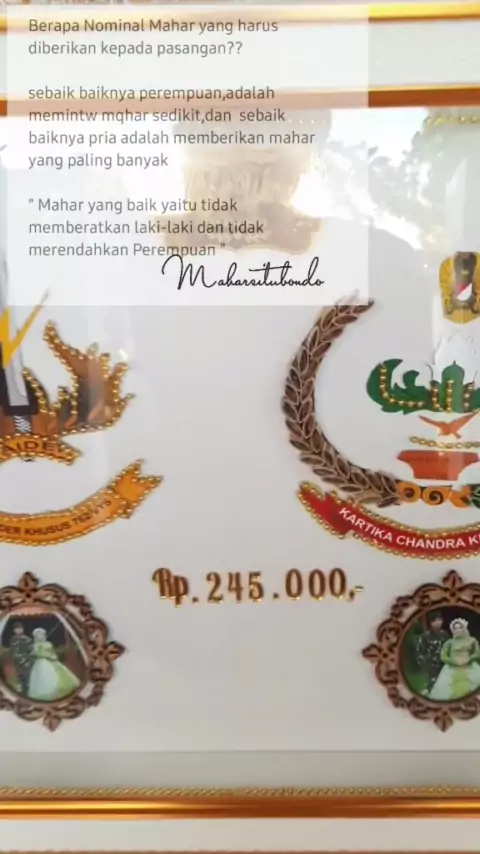 Berapa Nominal Mahar yang harus
diberikan kepada pasangan??
sebaik baiknya perempuan,adalah
memintw mqhar sedikit,dan sebaik
baiknya pria adalah memberikan mahar
yang paling banyak
" Mahar yang baik yaitu tidak
memberatkan laki-laki dan tidak
merendahkan Perempuan "
Maharsitubondo
KHUSUS
KARTIKA CHANDRA
Rp. 245.000,-